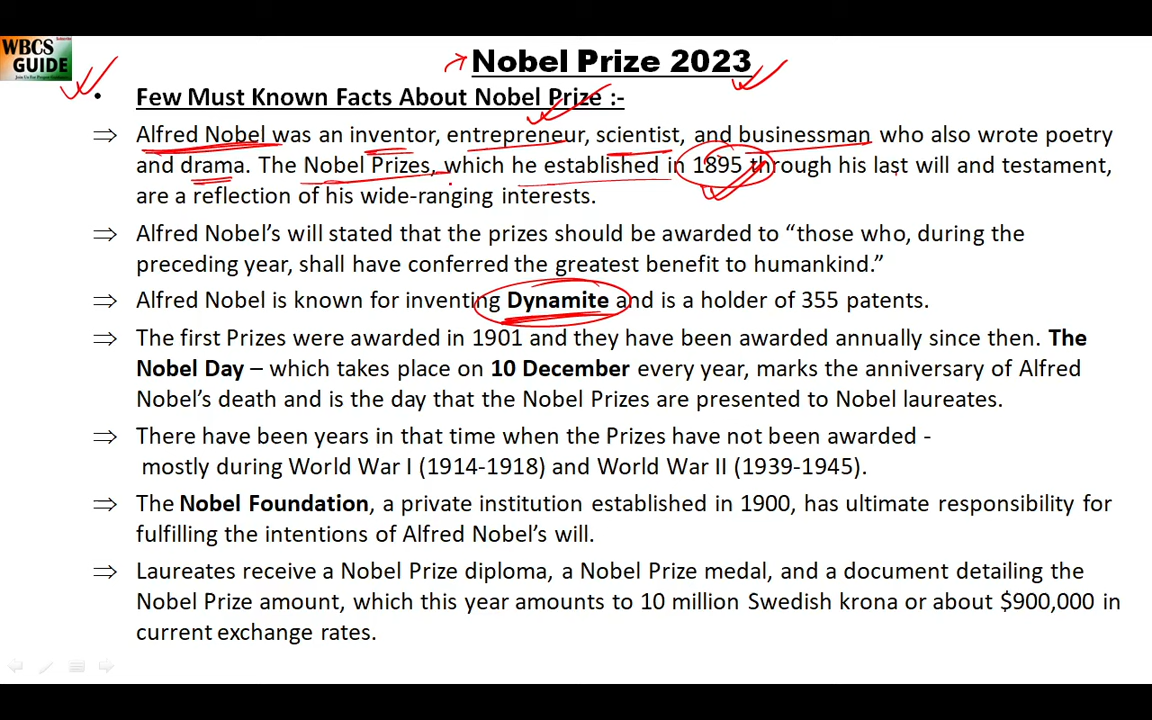 WBCS
GUIDE
Nobel Prize 2023
• Few Must Known Facts About Nobel Prize :-
⇒ Alfred Nobel was an inventor, entrepreneur, scientist, and businessman who also wrote poetry
and drama. The Nobel Prizes, which he established in 1895 through his last will and testament,
are a reflection of his wide-ranging interests.
⇒ Alfred Nobel’s will stated that the prizes should be awarded to “those who, during the
preceding year, shall have conferred the greatest benefit to humankind.”
⇒ Alfred Nobel is known for inventing Dynamite and is a holder of 355 patents.
⇒ The first Prizes were awarded in 1901 and they have been awarded annually since then. The
Nobel Day – which takes place on 10 December every year, marks the anniversary of Alfred
Nobel’s death and is the day that the Nobel Prizes are presented to Nobel laureates.
⇒ There have been years in that time when the Prizes have not been awarded -
mostly during World War I (1914-1918) and World War II (1939-1945).
⇒ The Nobel Foundation, a private institution established in 1900, has ultimate responsibility for
fulfilling the intentions of Alfred Nobel’s will.
⇒ Laureates receive a Nobel Prize diploma, a Nobel Prize medal, and a document detailing the
Nobel Prize amount, which this year amounts to 10 million Swedish krona or about $900,000 in
current exchange rates.